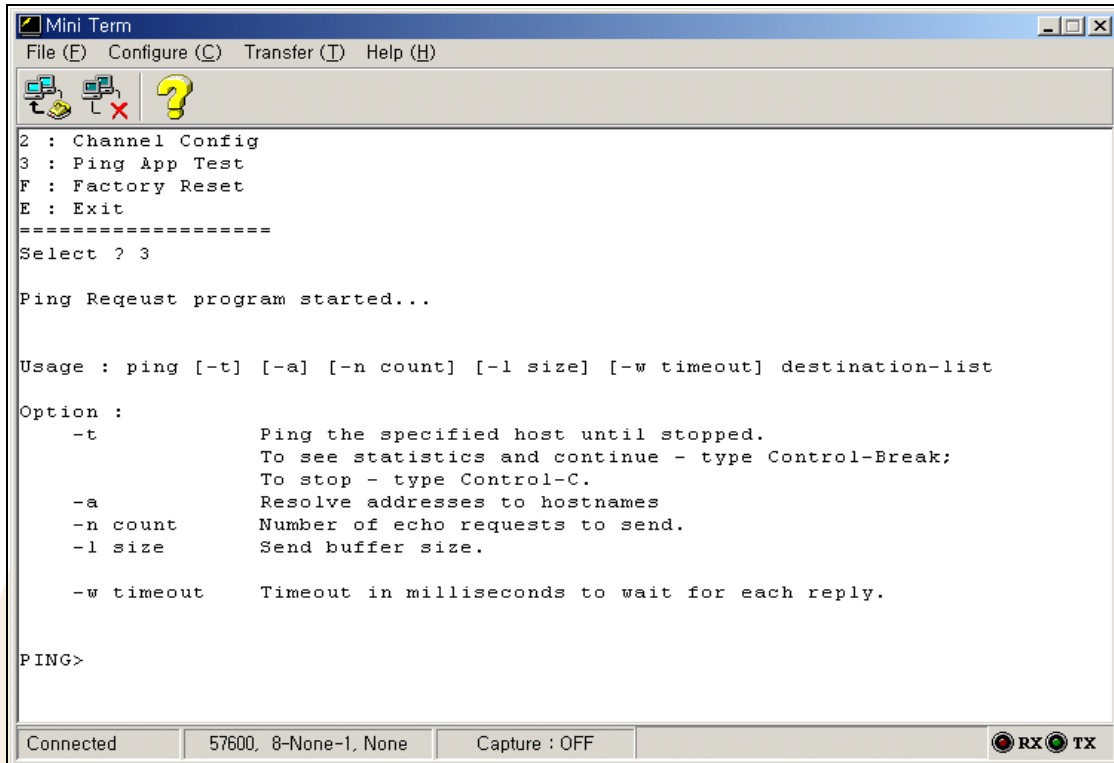 Mini Term
File (F) Configure (C) Transfer (T) Help (H)
2 : Channel Config
3 : Ping App Test
F : Factory Reset
E : Exit
===================
Select ? 3
Ping Reqeust program started...
Usage : ping [-t] [-a] [-n count] [-l size] [-w timeout] destination-list
Option :
-t Ping the specified host until stopped.
To see statistics and continue - type Control-Break;
To stop - type Control-C.
-a Resolve addresses to hostnames
-n count Number of echo requests to send.
-l size Send buffer size.
-w timeout Timeout in milliseconds to wait for each reply.
PING>
Connected 57600, 8-None-1, None Capture : OFF RX TX